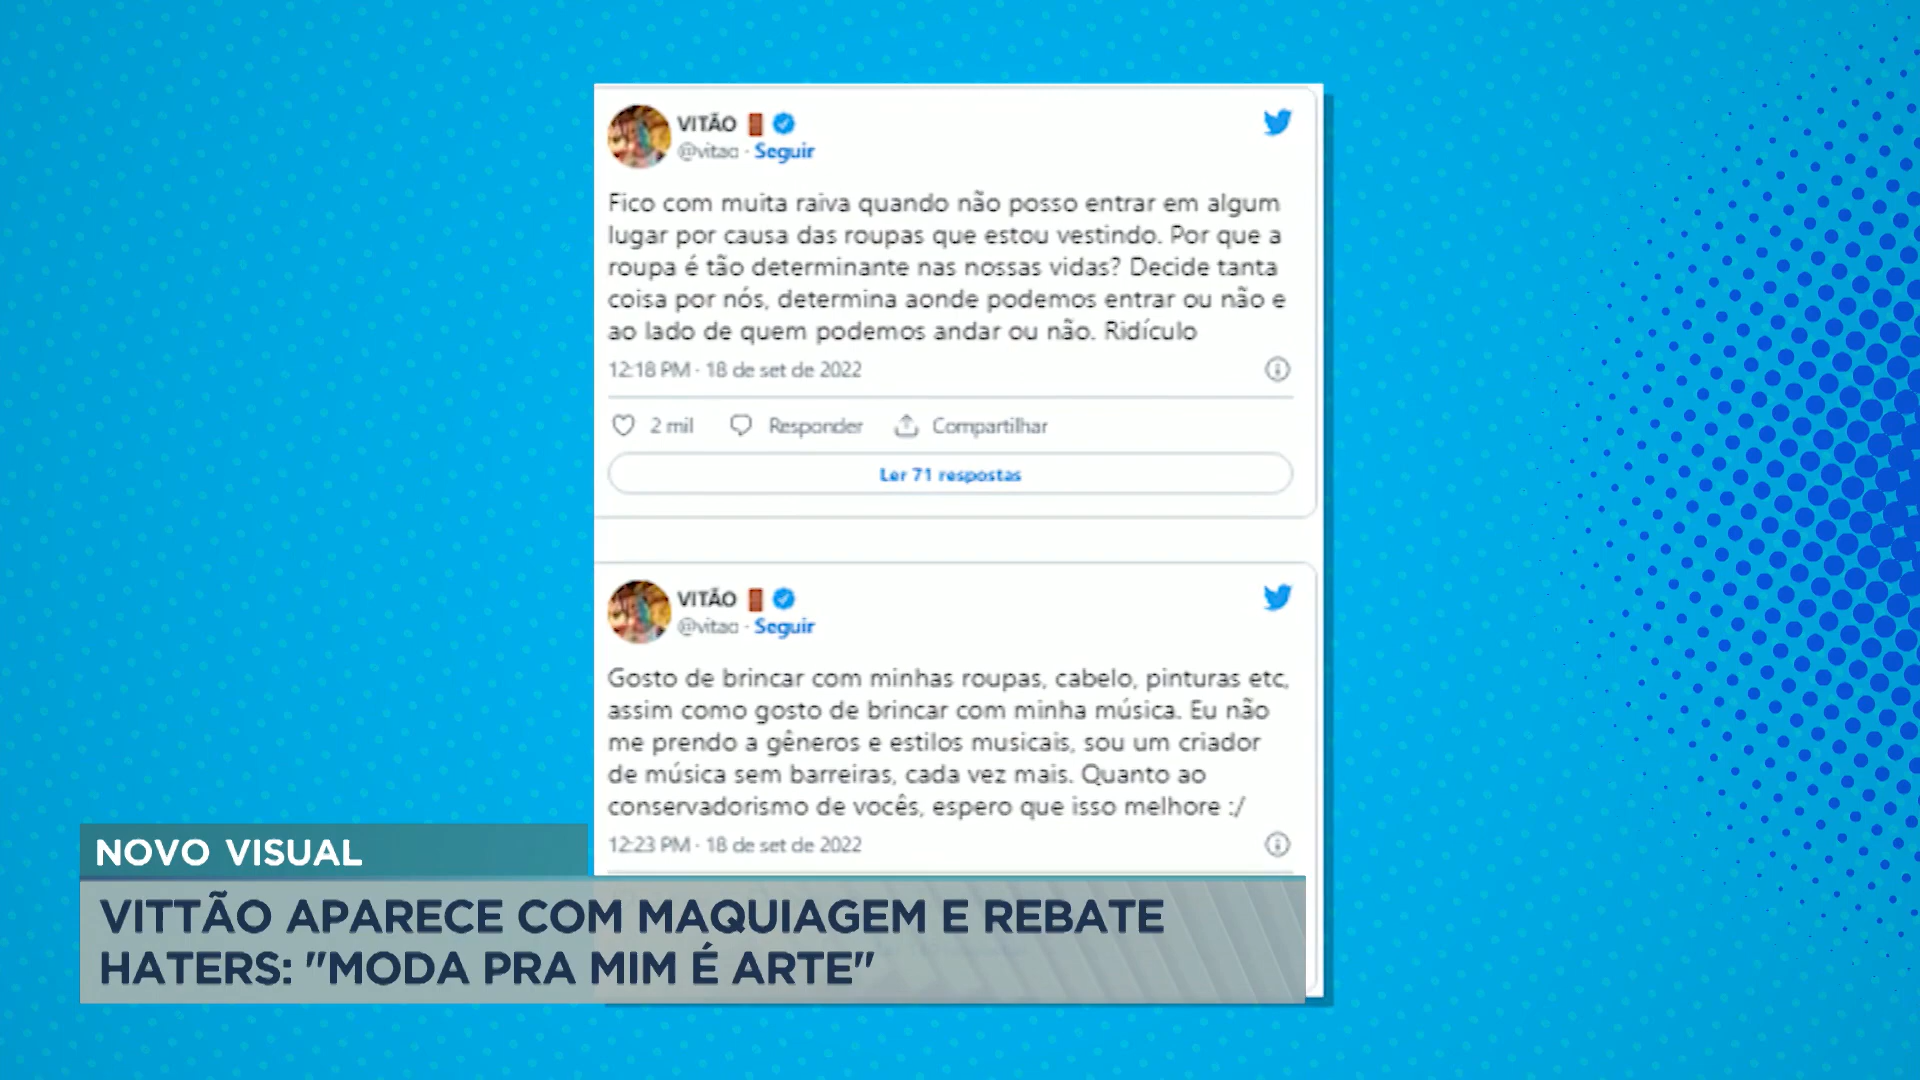 VITÃO
@vitao · Seguir
Fico com muita raiva quando não posso entrar em algum
lugar por causa das roupas que estou vestindo. Por que a
roupa é tão determinante nas nossas vidas? Decide tanta
coisa por nós, determina aonde podemos entrar ou não e
ao lado de quem podemos andar ou não. Ridículo
12:18 PM · 18 de set de 2022
2 mil Responder Compartilhar
Ler 71 respostas
VITÃO
@vitao · Seguir
Gosto de brincar com minhas roupas, cabelo, pinturas etc,
assim como gosto de brincar com minha música. Eu não
me prendo a gêneros e estilos musicais, sou um criador
de música sem barreiras, cada vez mais. Quanto ao
conservadorismo de vocês, espero que isso melhore :/
12:23 PM · 18 de set de 2022
NOVO VISUAL
VITTÃO APARECE COM MAQUIAGEM E REBATE
HATERS: "MODA PRA MIM É ARTE"